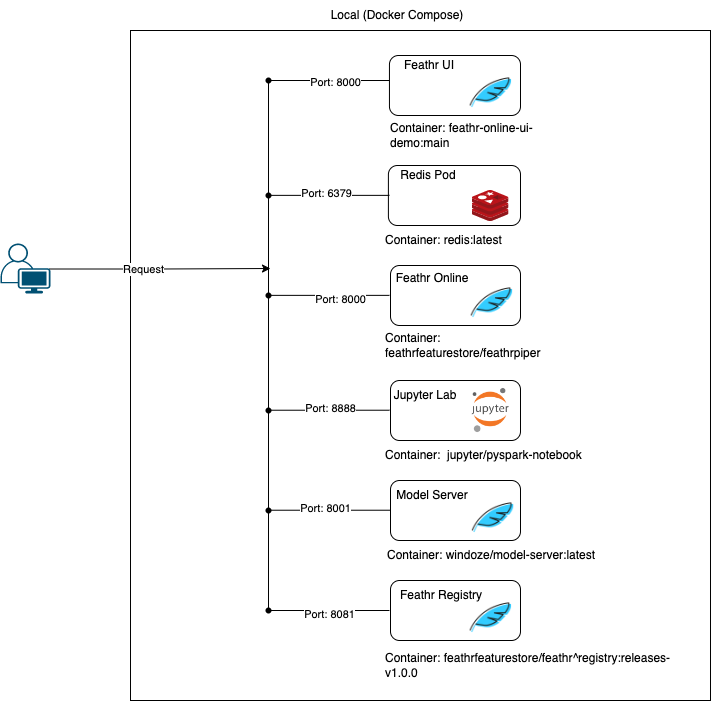 Local (Docker Compose)
Feathr UI
Port: 8000
Container: feathr-online-ui-
demo:main
Redis Pod
Port: 6379
Container: redis:latest
Request
Feathr Online
Port: 8000
Container:
feathrfeaturestore/feathrpiper
Jupyter Lab
jupyter
Port: 8888
Container:  jupyter/pyspark-notebook
Model Server
Port: 8001
Container: windoze/model-server:latest
Feathr Registry
Port: 8081
Container: feathrfeaturestore/feathr^registry:releases-
v1.0.0